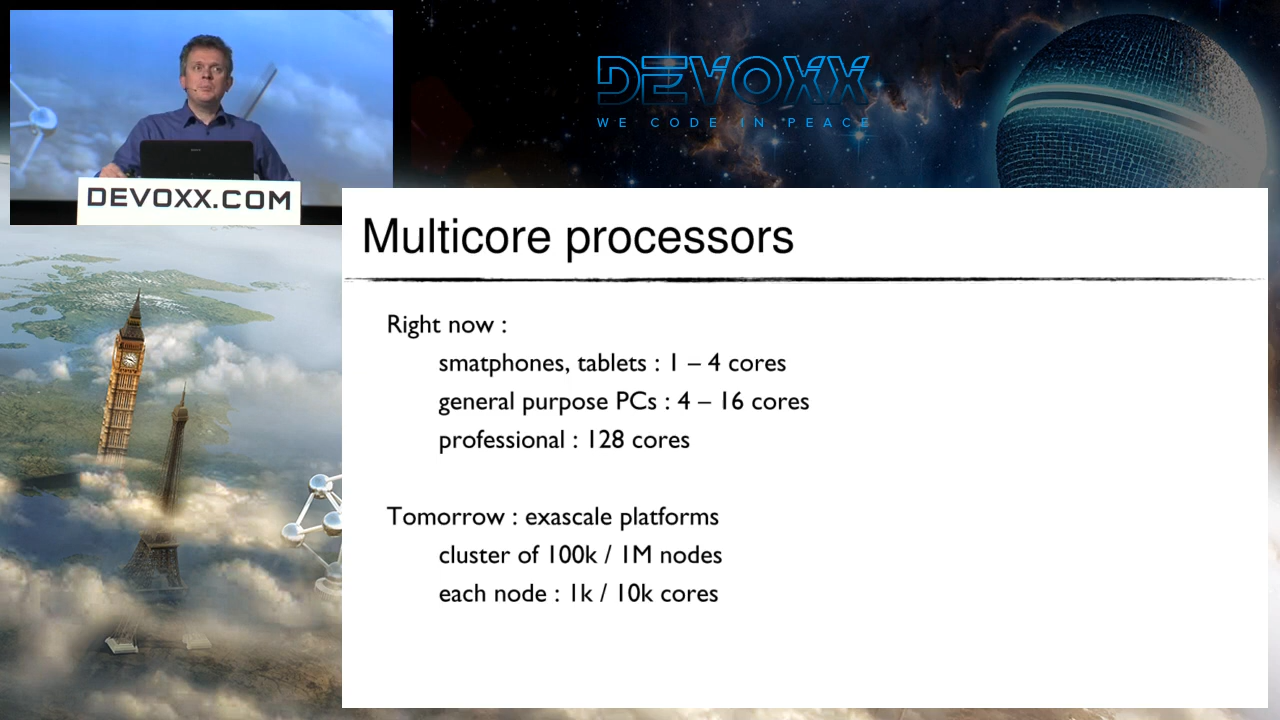 DEVOXX
WE CODE IN PEACE
DEVOXX.COM
Multicore processors
Right now :
smatphones, tablets : 1 – 4 cores
general purpose PCs : 4 – 16 cores
professional : 128 cores
Tomorrow : exascale platforms
cluster of 100k / 1M nodes
each node : 1k / 10k cores